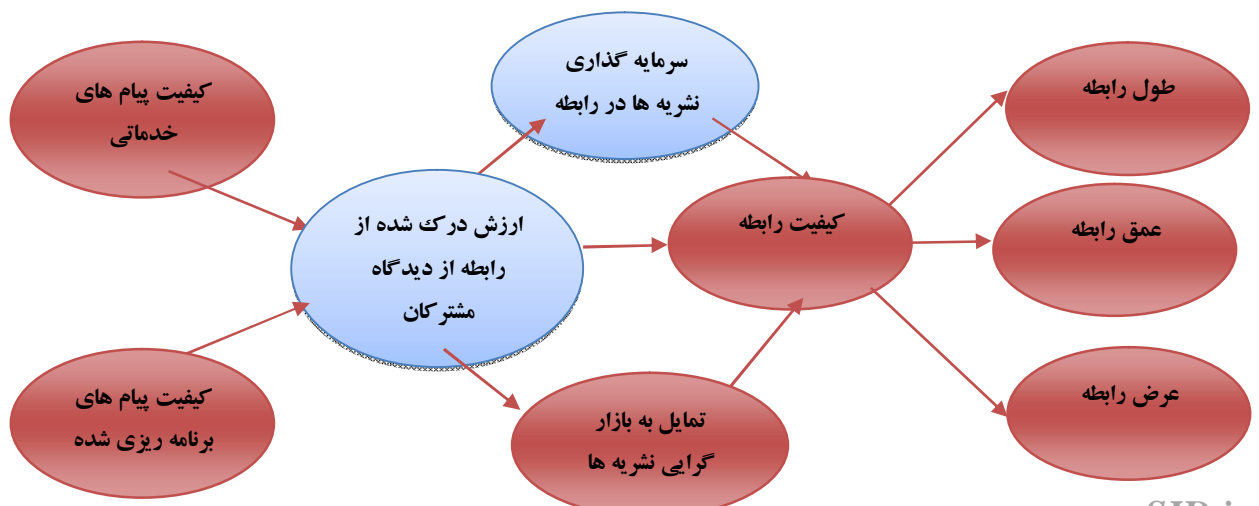 کیفیت پیام های
خدماتی
کیفیت پیام های
برنامه ریزی شده
ارزش درک شده از
رابطه از دیدگاه
مشترکان
سرمایه گذاری
نشریه ها در رابطه
تمایل به بازار
گرایی نشریه ها
کیفیت رابطه
طول رابطه
عمق رابطه
عرض رابطه